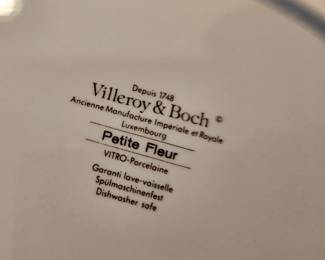 Depuis 1748
Villeroy & Boch ©
Ancienne Manufacture Impériale et Royale
Luxembourg
Petite Fleur
VITRO-Porcelaine
Garanti lave-vaisselle
Spülmaschinenfest
Dishwasher safe